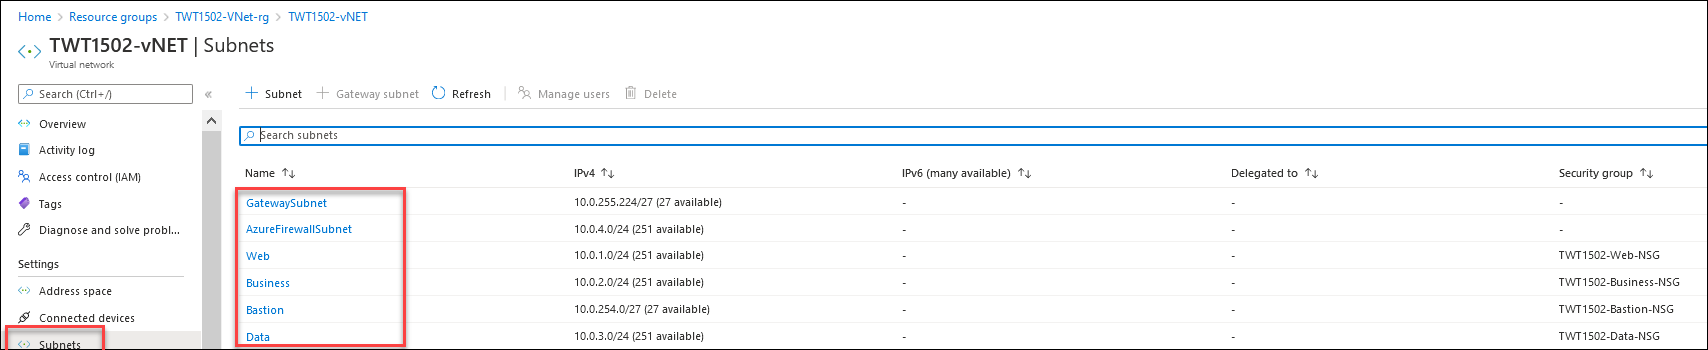 Home > Resource groups > TWT1502-VNet-rg > TWT1502-vNET
TWT1502-vNET | Subnets
Virtual network
Search (Ctrl+/)
«
Overview
Activity log
Access control (IAM)
Tags
Diagnose and solve probl...
Settings
Address space
Connected devices
Subnets
+ Subnet + Gateway subnet Refresh | Manage users Delete
Search subnets
Name ↑↓ IPv4 ↑↓ IPv6 (many available) ↑↓ Delegated to ↑↓ Security group ↑↓
GatewaySubnet 10.0.255.224/27 (27 available) - - -
AzureFirewallSubnet 10.0.4.0/24 (251 available) - - -
Web 10.0.1.0/24 (251 available) - - TWT1502-Web-NSG
Business 10.0.2.0/24 (251 available) - - TWT1502-Business-NSG
Bastion 10.0.254.0/27 (27 available) - - TWT1502-Bastion-NSG
Data 10.0.3.0/24 (251 available) - - TWT1502-Data-NSG